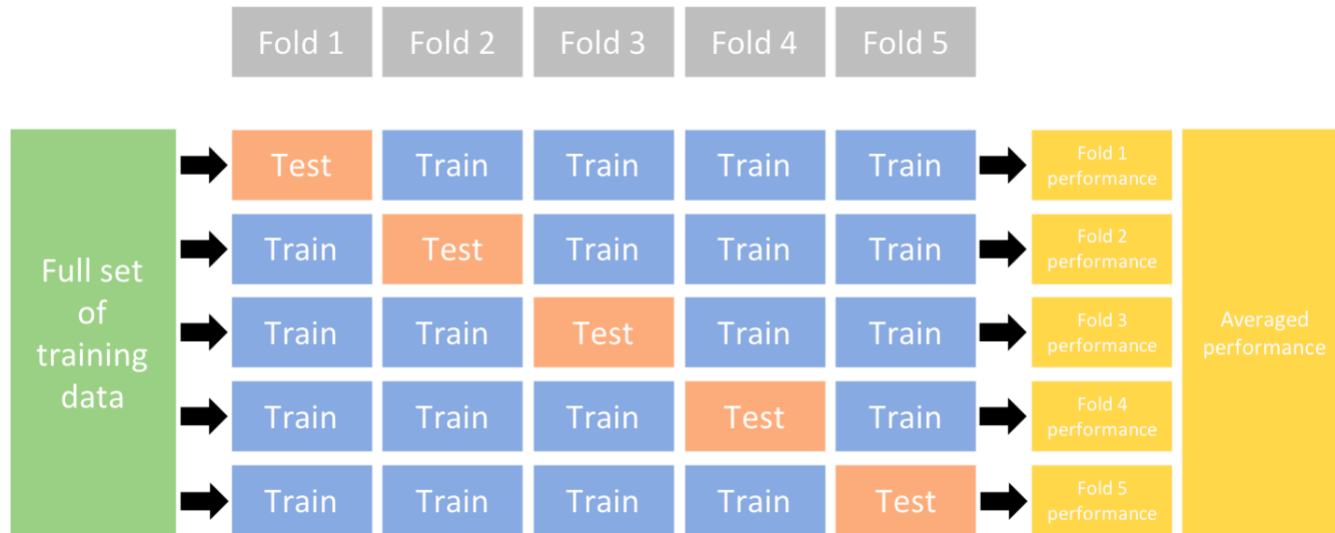 Fold 1 Fold 2 Fold 3 Fold 4 Fold 5
Full set
of
training
data
Test Train Train Train Train
Fold 1
performance
Train Test Train Train Train
Fold 2
performance
Train Train Test Train Train
Fold 3
performance
Train Train Train Test Train
Fold 4
performance
Train Train Train Train Test
Fold 5
performance
Averaged
performance